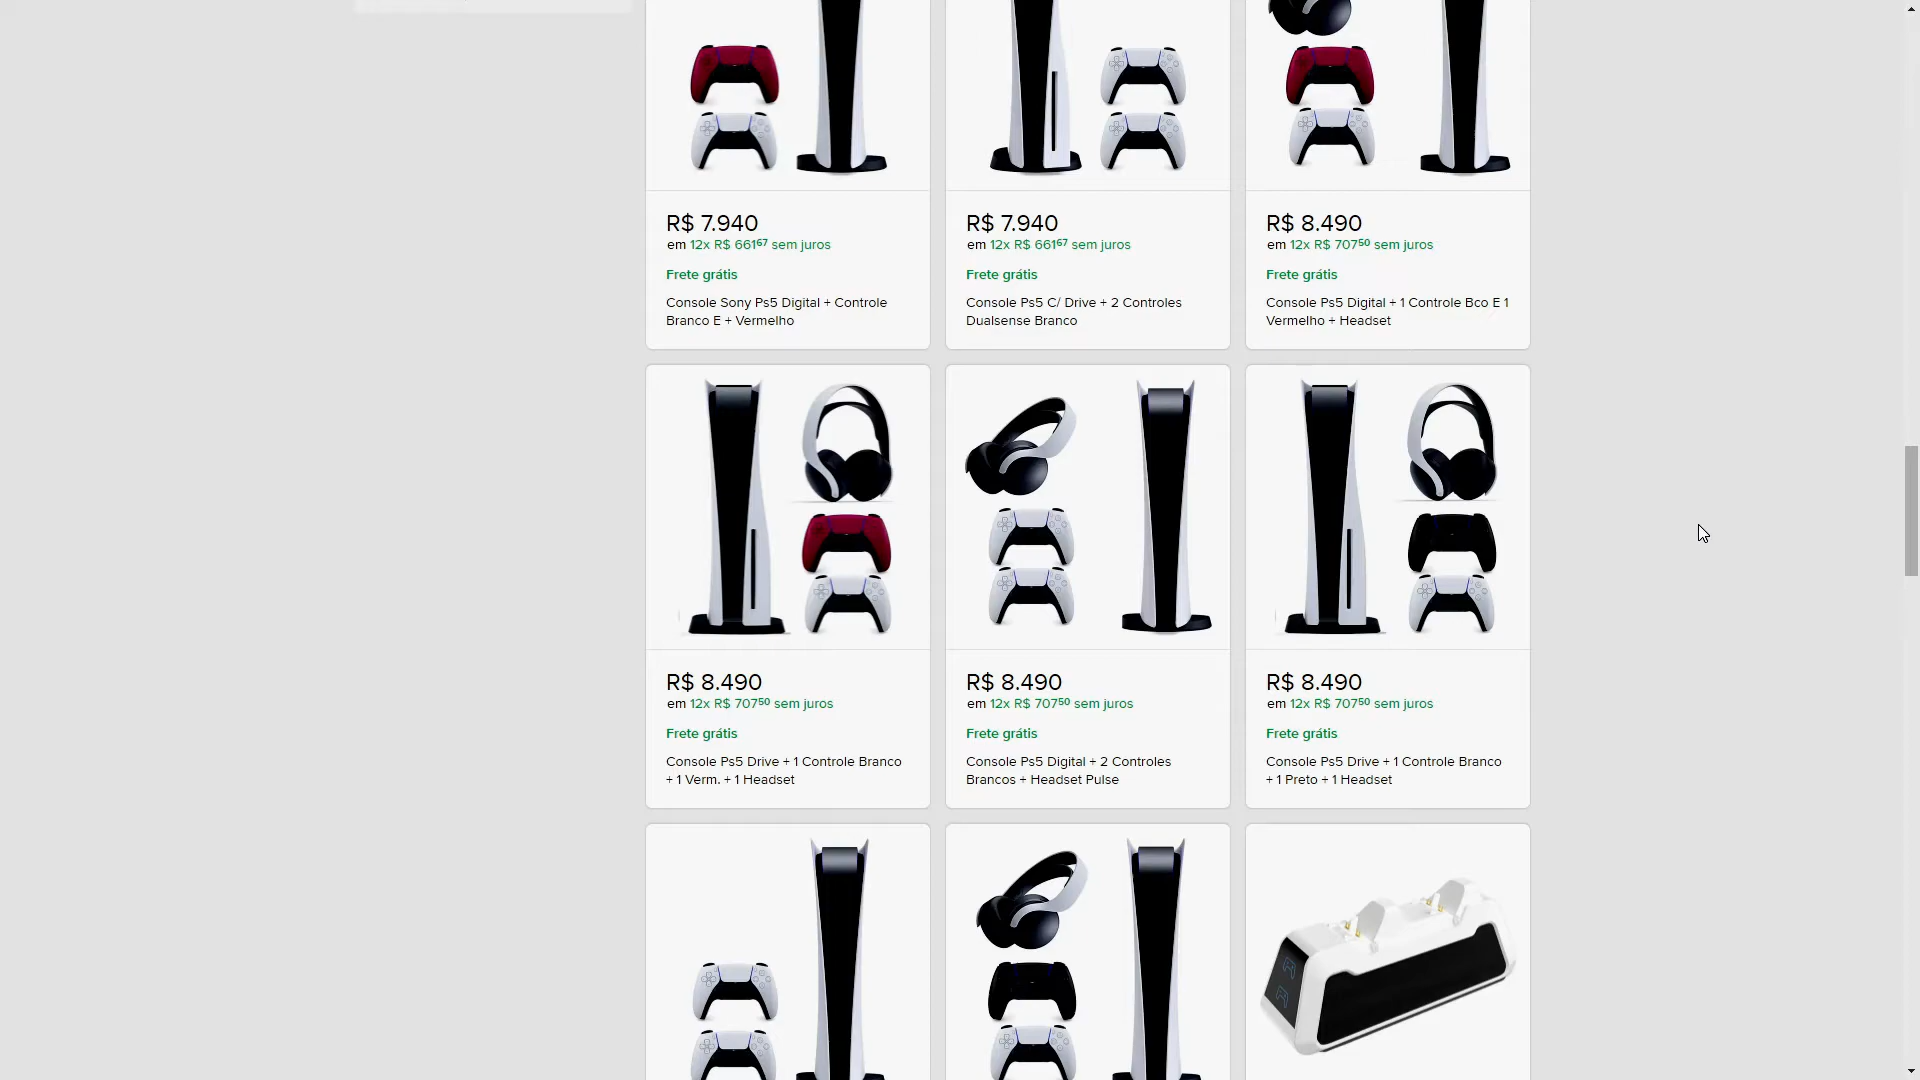 R$ 7.940
em 12x R$ 661⁶⁷ sem juros
Frete grátis
Console Sony Ps5 Digital + Controle
Branco E + Vermelho
R$ 7.940
em 12x R$ 661⁶⁷ sem juros
Frete grátis
Console Ps5 C/ Drive + 2 Controles
Dualsense Branco
R$ 8.490
em 12x R$ 707⁵⁰ sem juros
Frete grátis
Console Ps5 Digital + 1 Controle Bco E 1
Vermelho + Headset
R$ 8.490
em 12x R$ 707⁵⁰ sem juros
Frete grátis
Console Ps5 Drive + 1 Controle Branco
+ 1 Verm. + 1 Headset
R$ 8.490
em 12x R$ 707⁵⁰ sem juros
Frete grátis
Console Ps5 Digital + 2 Controles
Brancos + Headset Pulse
R$ 8.490
em 12x R$ 707⁵⁰ sem juros
Frete grátis
Console Ps5 Drive + 1 Controle Branco
+ 1 Preto + 1 Headset